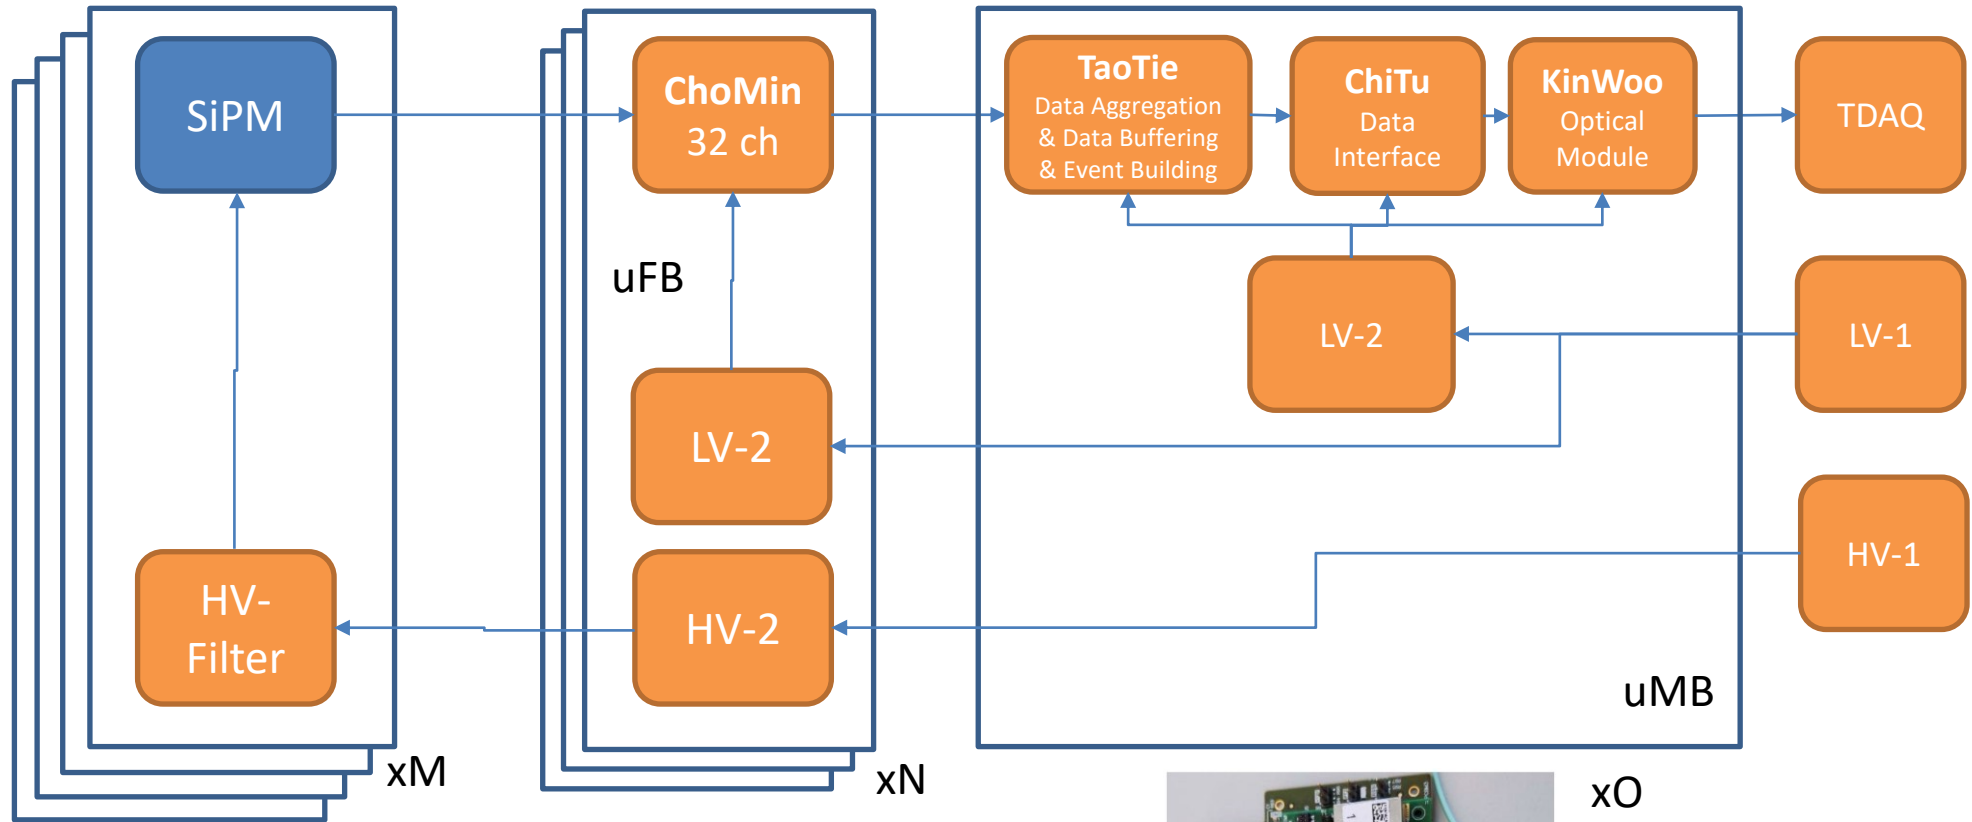 SiPM
HV-
Filter
xM
ChoMin
32 ch
uFB
LV-2
HV-2
xN
TaoTie
Data Aggregation
& Data Buffering
& Event Building
ChiTu
Data
Interface
KinWoo
Optical
Module
LV-2
uMB
xO
TDAQ
LV-1
HV-1
1